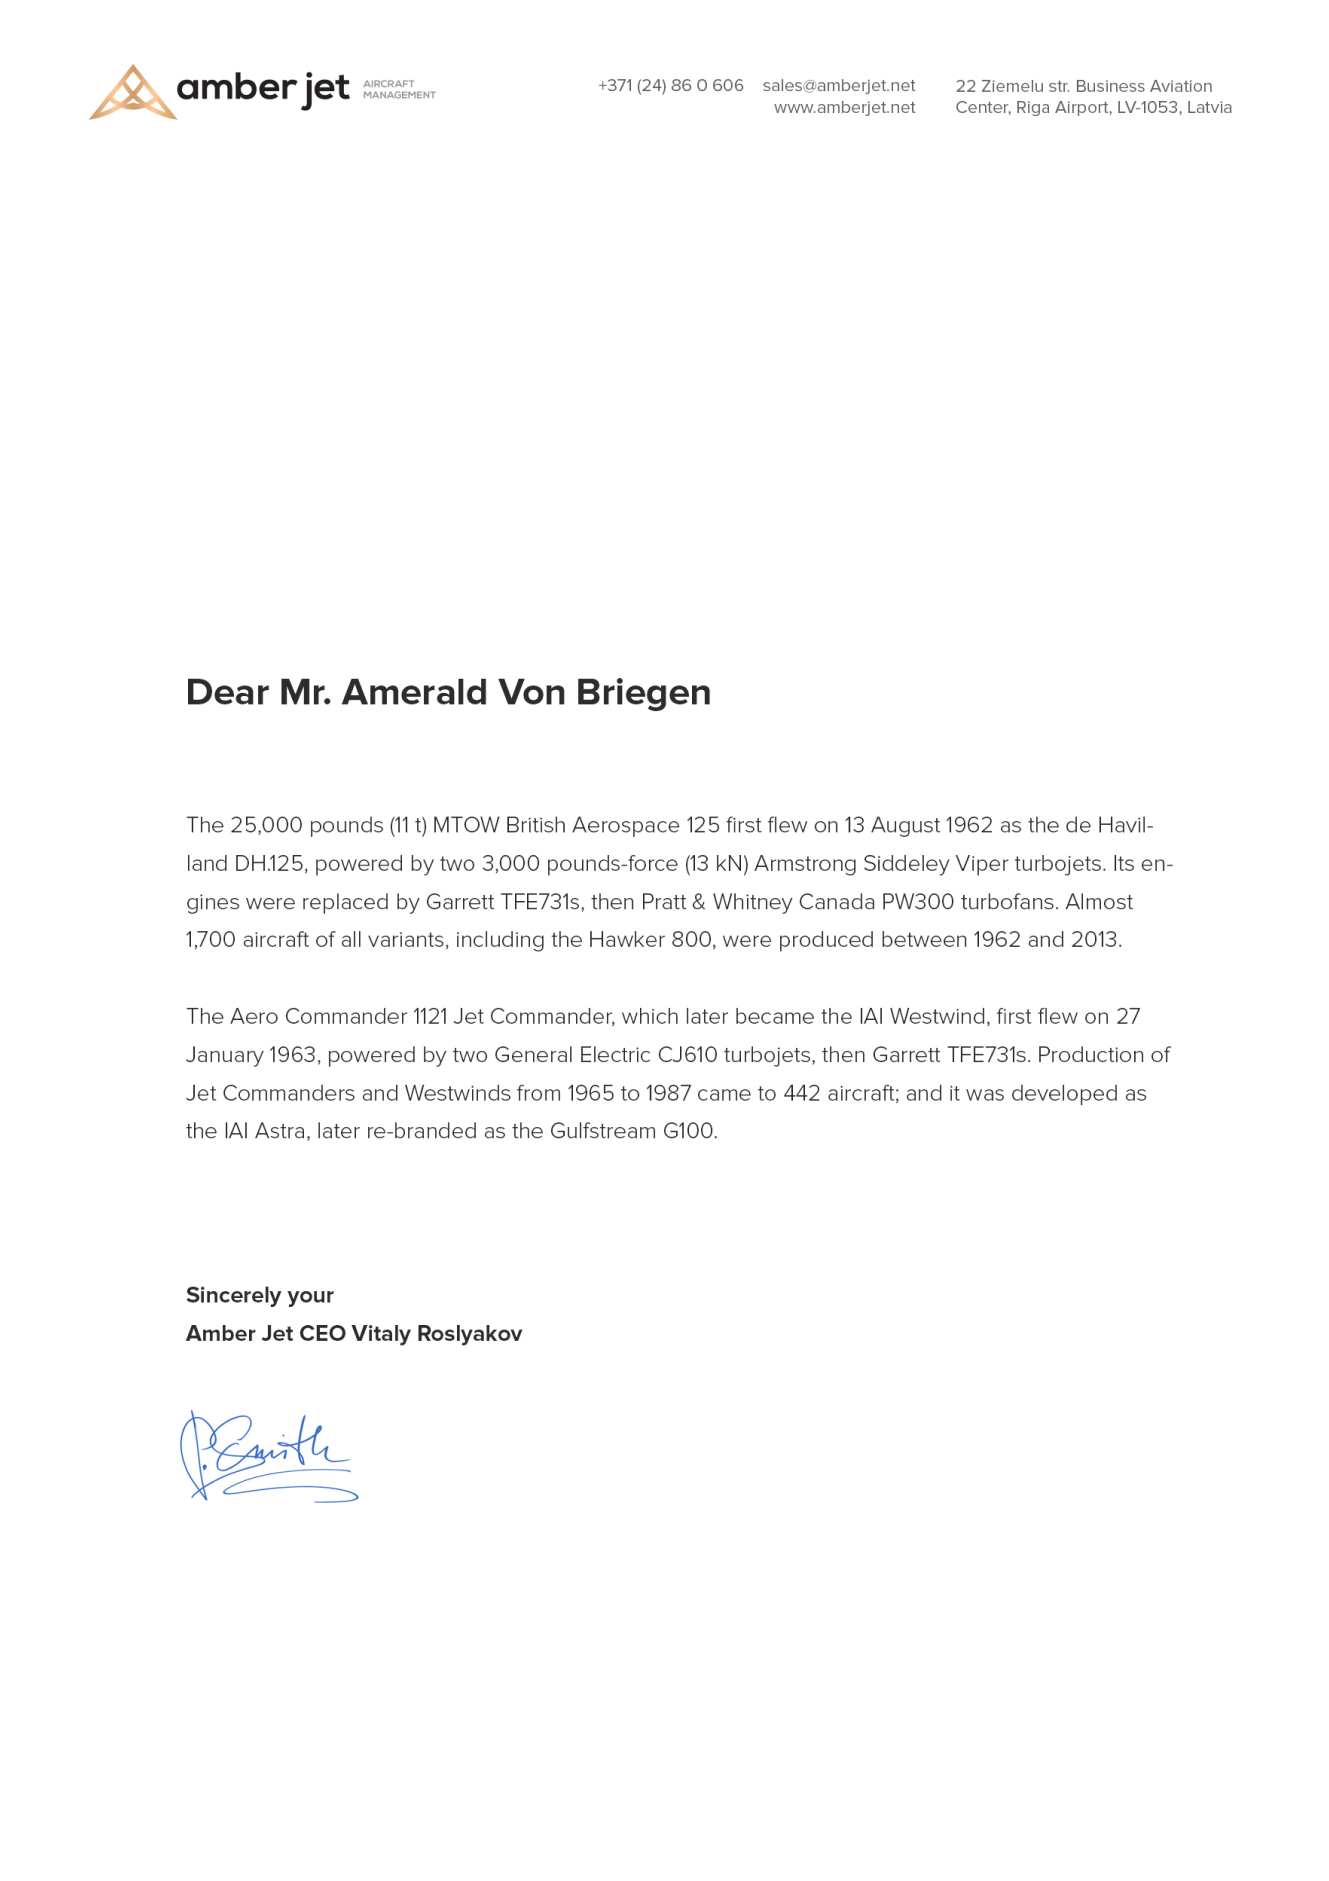 amber jet
AIRCRAFT
MANAGEMENT
+371 (24) 86 0 606
sales@amberjet.net
www.amberjet.net
22 Ziemelu str. Business Aviation
Center, Riga Airport, LV-1053, Latvia
Dear Mr. Amerald Von Briegen
The 25,000 pounds (11 t) MTOW British Aerospace 125 first flew on 13 August 1962 as the de Havil-
land DH.125, powered by two 3,000 pounds-force (13 kN) Armstrong Siddeley Viper turbojets. Its en-
gines were replaced by Garrett TFE731s, then Pratt & Whitney Canada PW300 turbofans. Almost
1,700 aircraft of all variants, including the Hawker 800, were produced between 1962 and 2013.
The Aero Commander 1121 Jet Commander, which later became the IAI Westwind, first flew on 27
January 1963, powered by two General Electric CJ610 turbojets, then Garrett TFE731s. Production of
Jet Commanders and Westwinds from 1965 to 1987 came to 442 aircraft; and it was developed as
the IAI Astra, later re-branded as the Gulfstream G100.
Sincerely your
Amber Jet CEO Vitaly Roslyakov
P. Smith